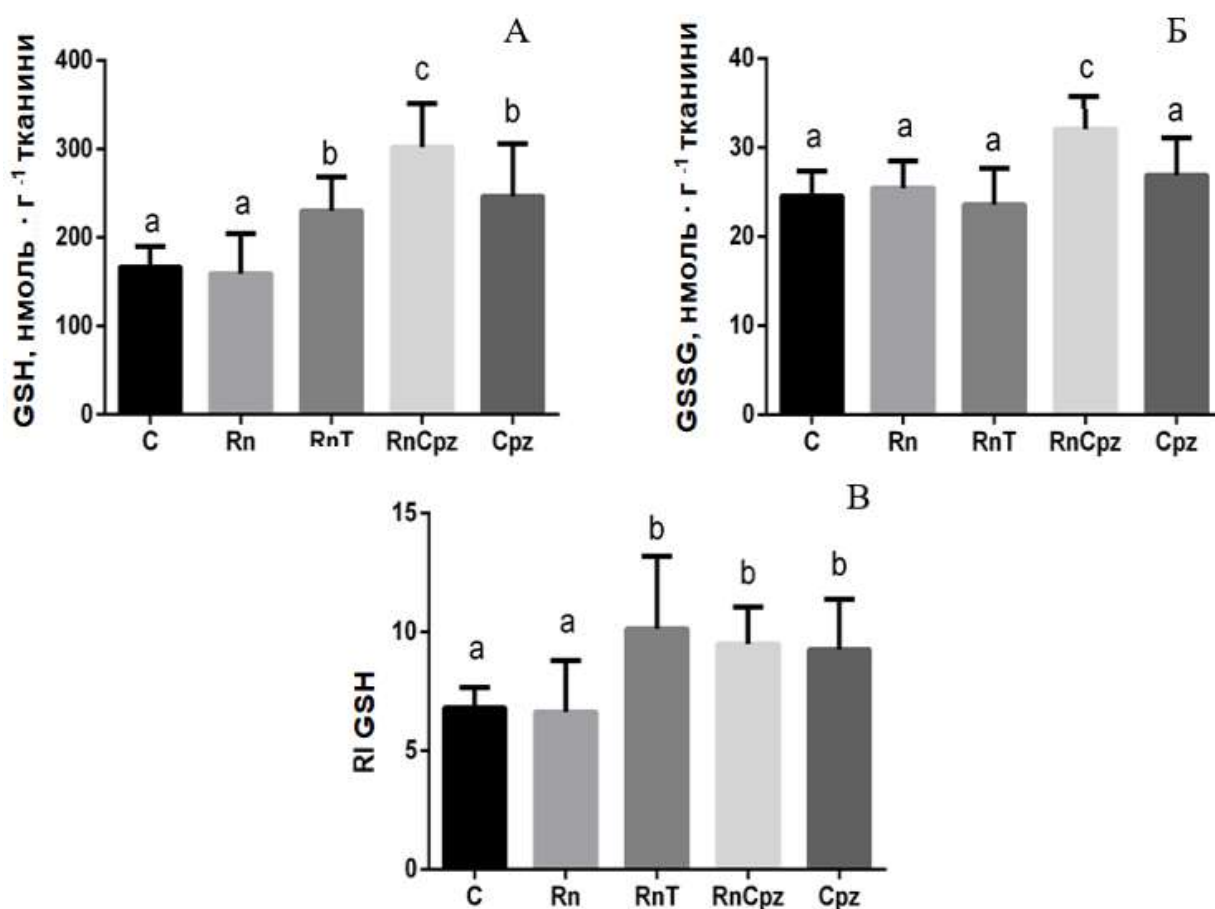 А
GSH, нмоль · г ⁻¹ тканини
400
300
200
100
0
a
a
b
c
b
C Rn RnT RnCpz Cpz
Б
GSSG, нмоль · г ⁻¹ тканини
40
30
20
10
0
a
a
a
c
a
C Rn RnT RnCpz Cpz
В
RI GSH
15
10
5
0
a
a
b
b
b
C Rn RnT RnCpz Cpz